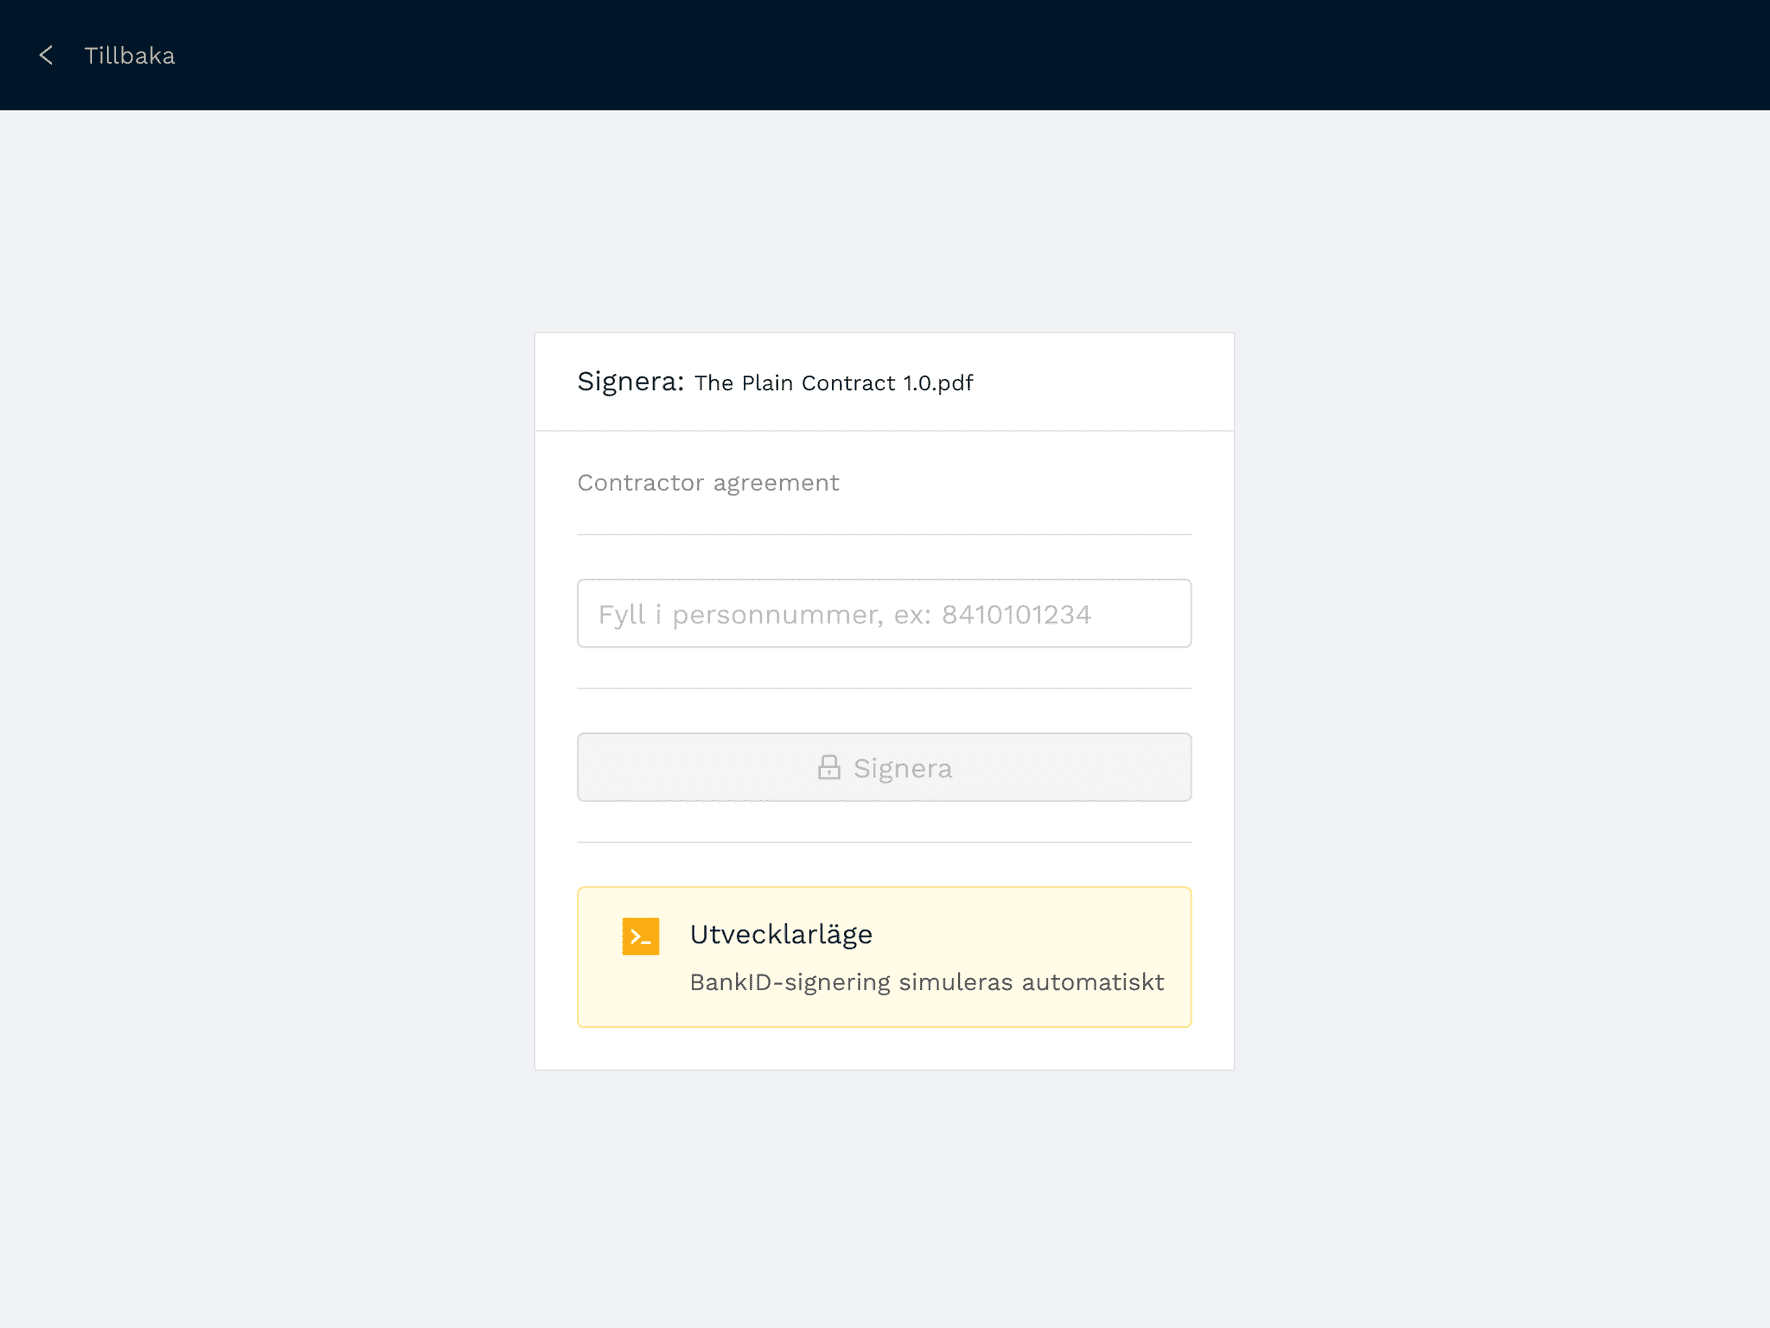 Tillbaka
Signera: The Plain Contract 1.0.pdf
Contractor agreement
Fyll i personnummer, ex: 8410101234
Signera
Utvecklarläge
BankID-signering simuleras automatiskt